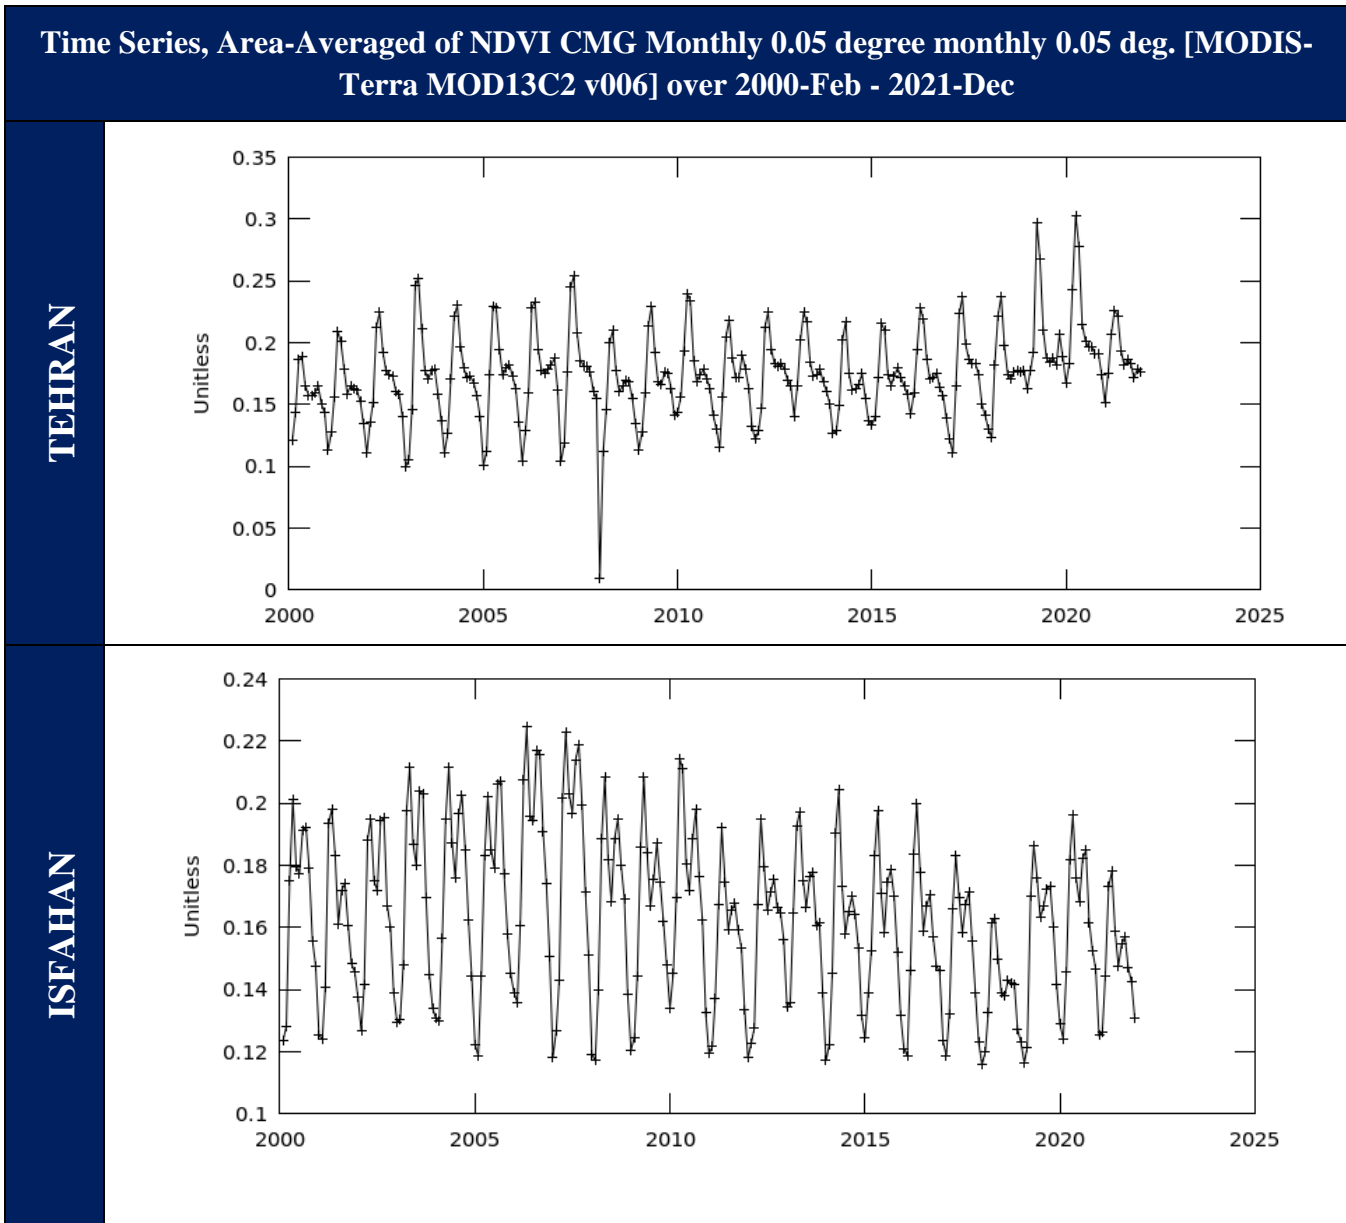 Time Series, Area-Averaged of NDVI CMG Monthly 0.05 degree monthly 0.05 deg. [MODIS-
Terra MOD13C2 v006] over 2000-Feb - 2021-Dec
TEHRAN
Unitless
0.35
0.3
0.25
0.2
0.15
0.1
0.05
0
2000 2005 2010 2015 2020 2025
ISFAHAN
Unitless
0.24
0.22
0.2
0.18
0.16
0.14
0.12
0.1
2000 2005 2010 2015 2020 2025